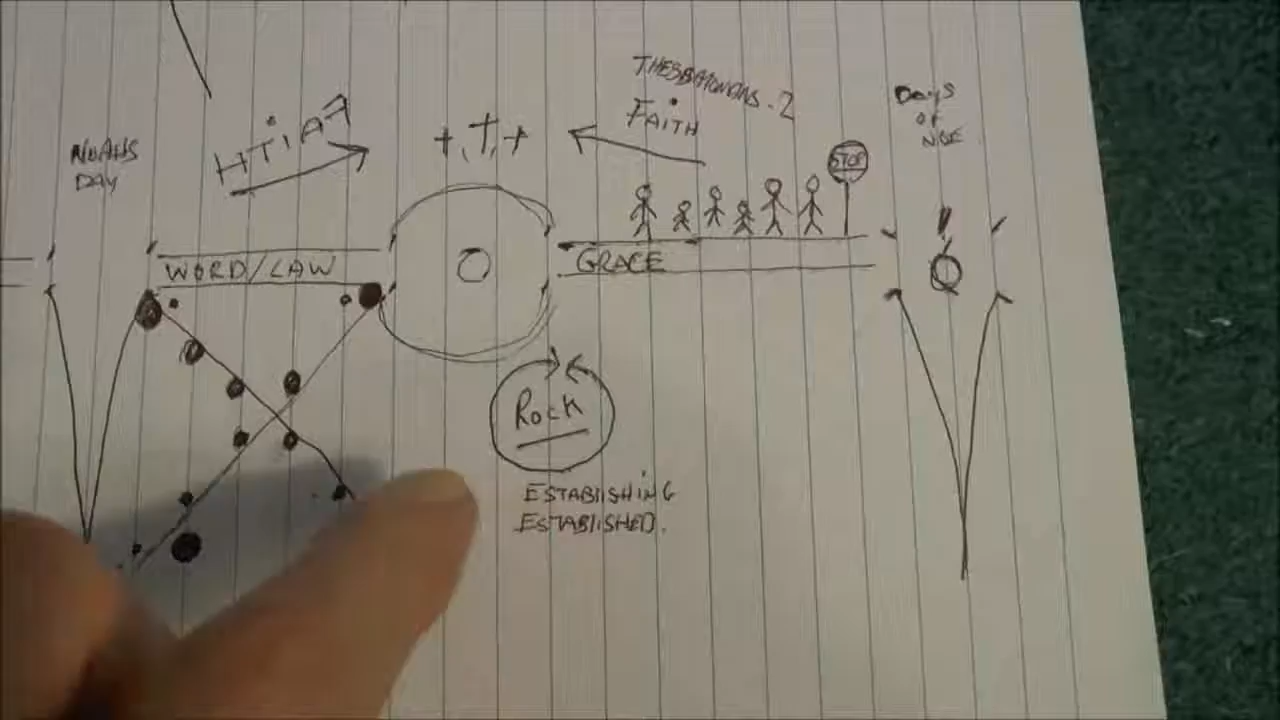 NOAHS
DAY
HTiAF
THESSALONIANS - 2
FAiTH
Days
of
NOE
STOP
WORD/LAW
GRACE
Rock
ESTABLiSHiNG
ESTABLiSHED.